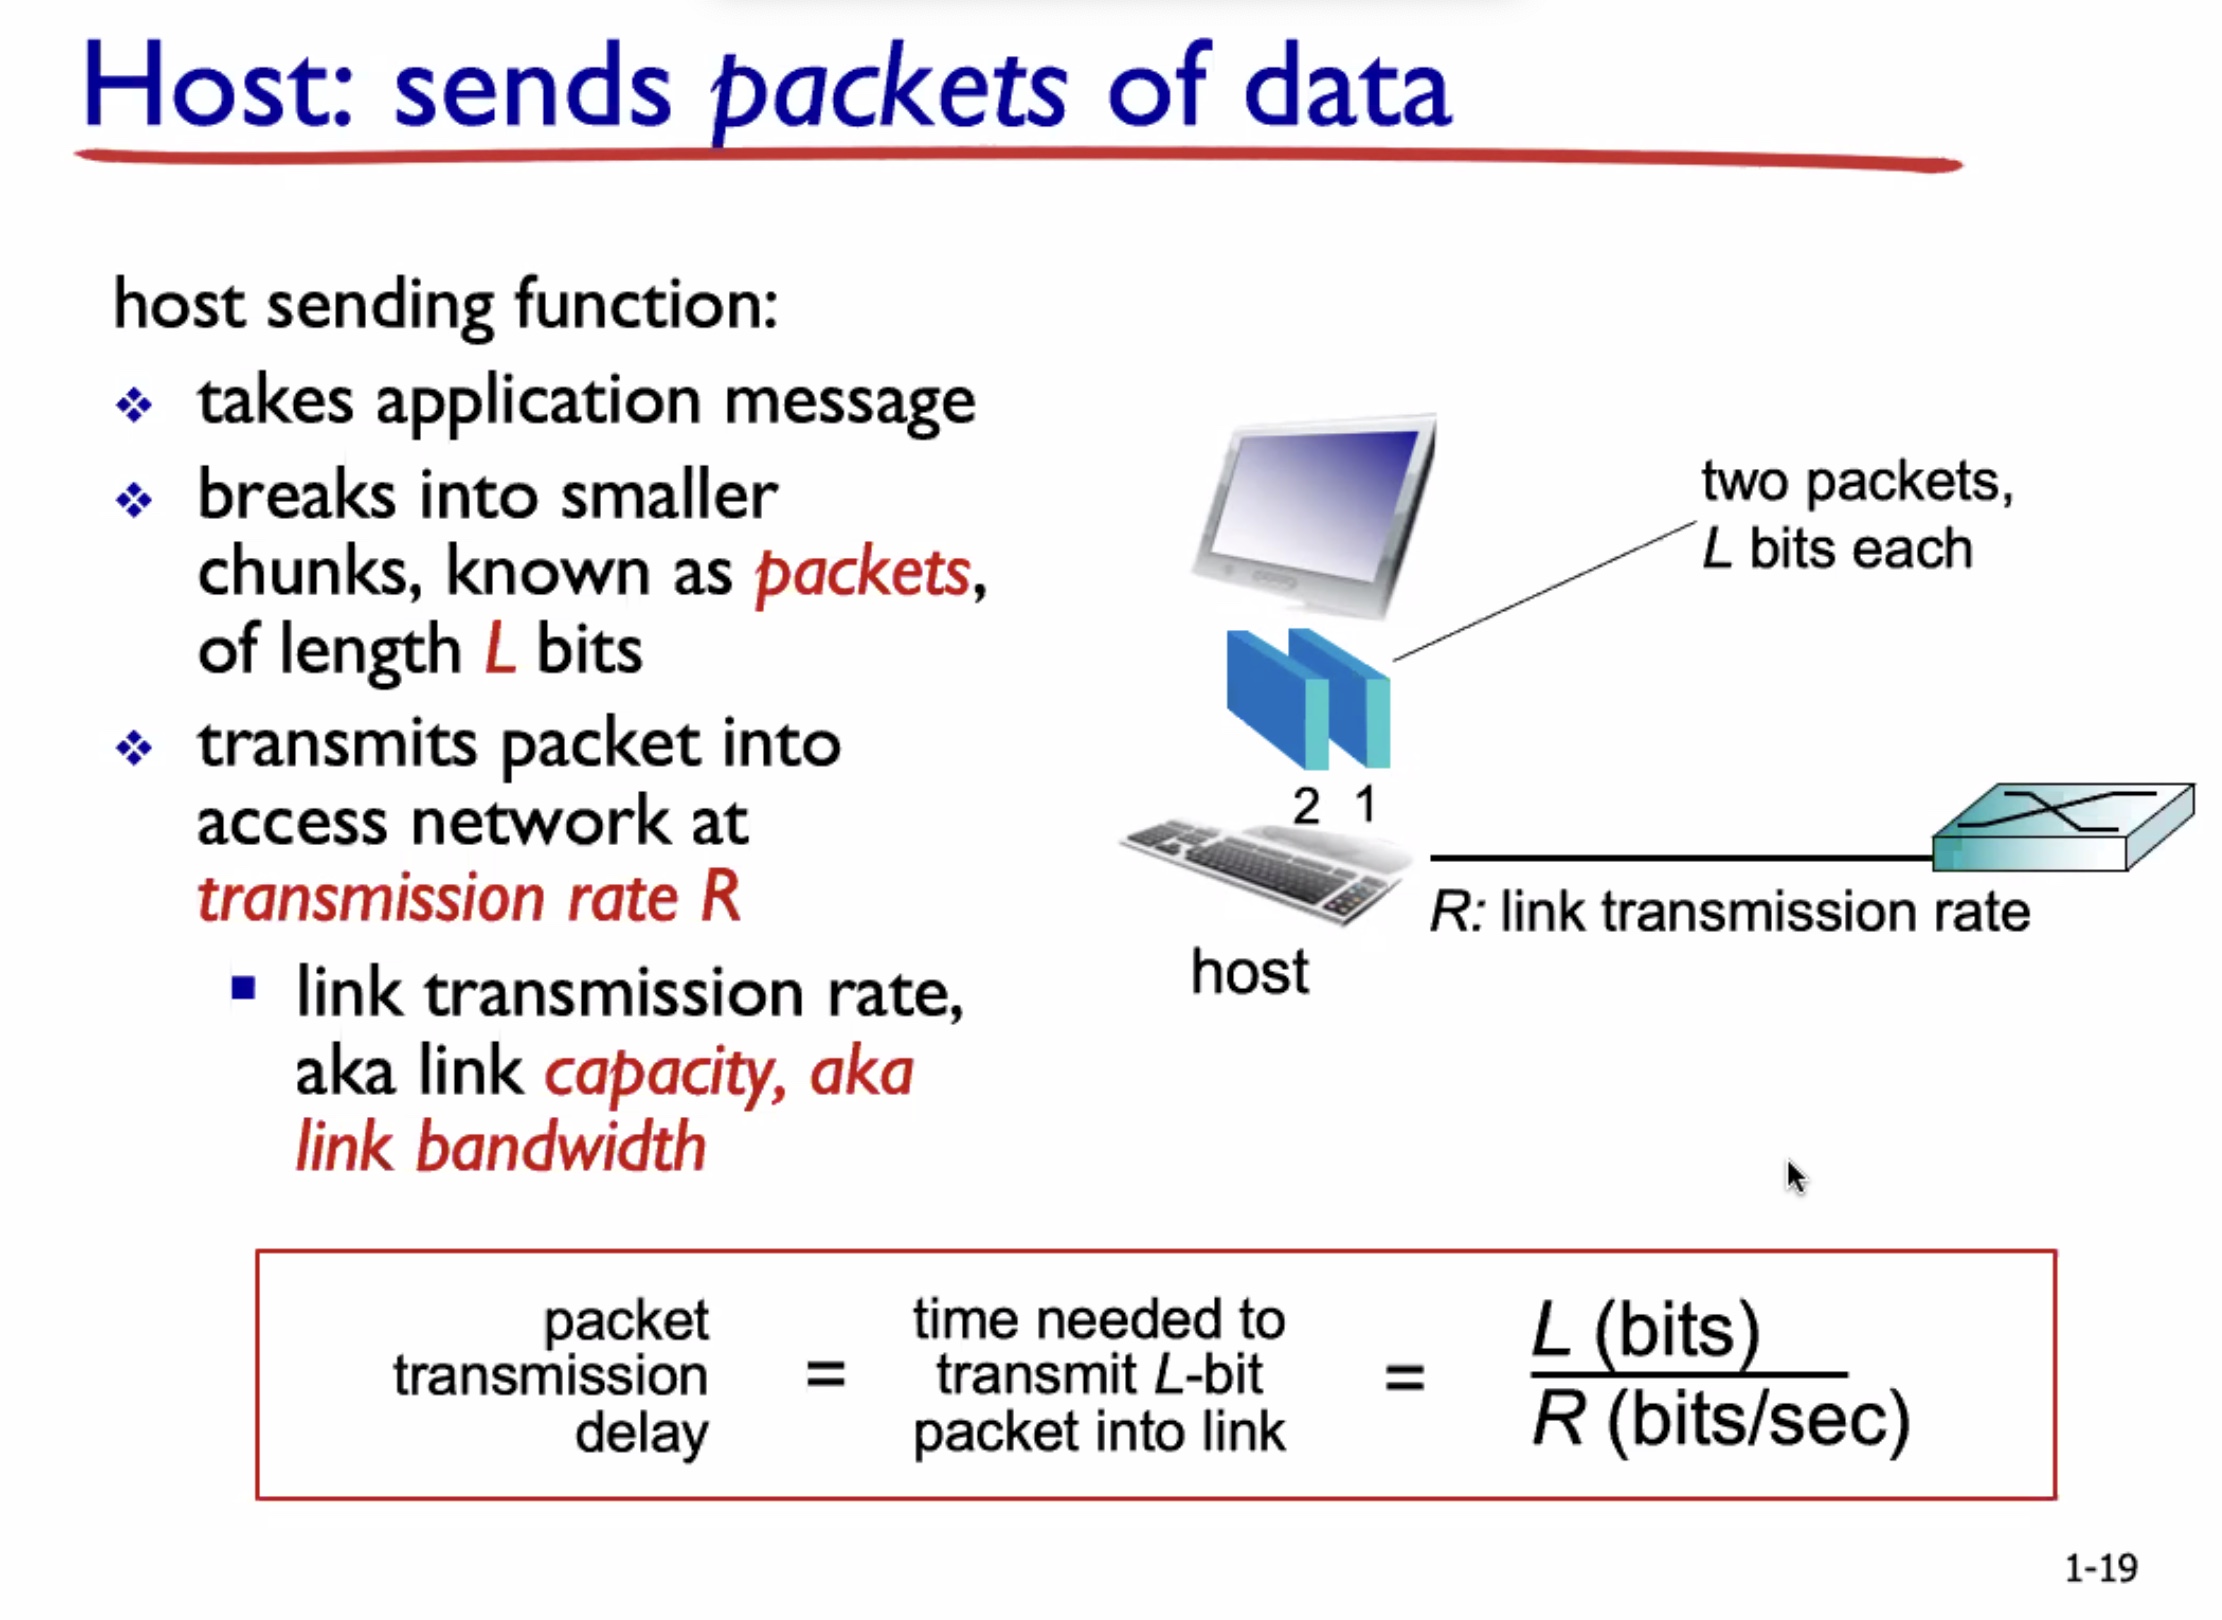 Host: sends packets of data
host sending function:
takes application message
breaks into smaller
chunks, known as packets,
of length L bits
transmits packet into
access network at
transmission rate R
link transmission rate,
aka link capacity, aka
link bandwidth
two packets,
L bits each
2 1
R: link transmission rate
host
packet
transmission
delay
=
time needed to
transmit L-bit
packet into link
=
L (bits)
R (bits/sec)
1-19